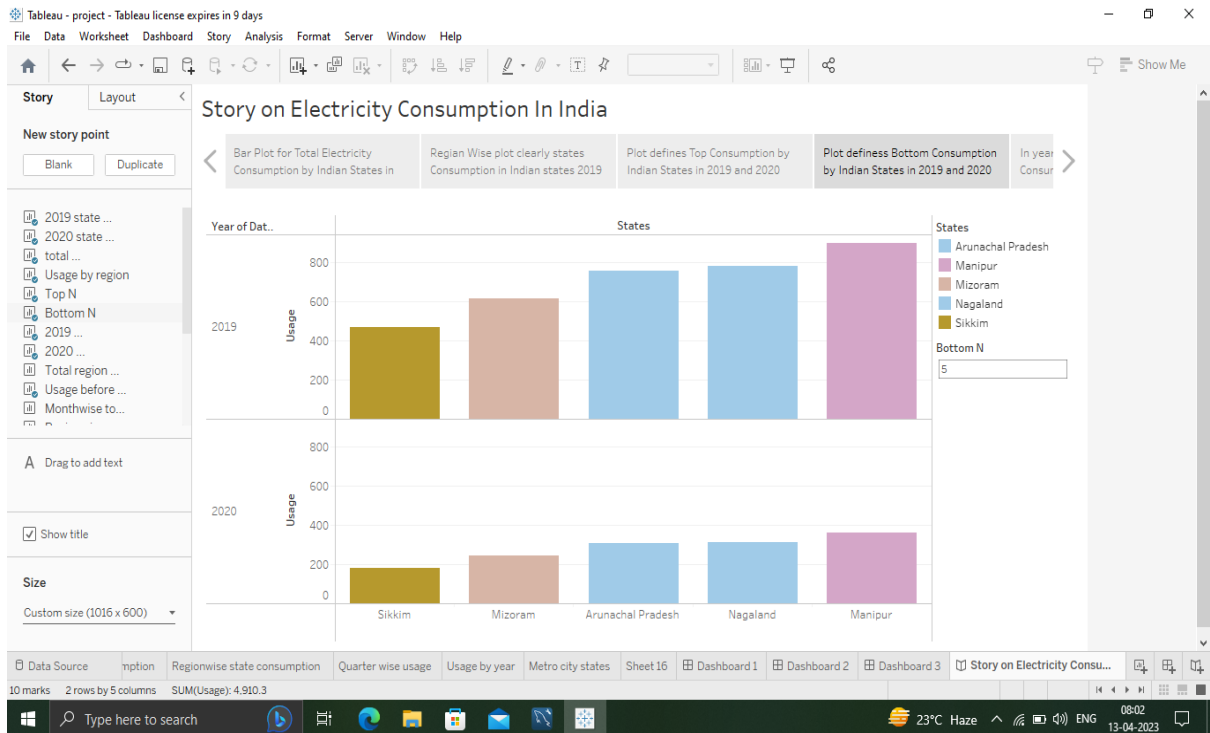 Tableau - project - Tableau license expires in 9 days
File Data Worksheet Dashboard Story Analysis Format Server Window Help
Show Me
Story Layout
New story point
Blank Duplicate
2019 state ...
2020 state ...
total ...
Usage by region
Top N
Bottom N
2019 ...
2020 ...
Total region ...
Usage before ...
Monthwise to...
A Drag to add text
Show title
Size
Custom size (1016 x 600)
Story on Electricity Consumption In India
Bar Plot for Total Electricity
Consumption by Indian States in
Regian Wise plot clearly states
Consumption in Indian states 2019
Plot defines Top Consumption by
Indian States in 2019 and 2020
Plot definess Bottom Consumption
by Indian States in 2019 and 2020
In year
Consur
Year of Dat..
States
2019
Usage
800
600
400
200
0
2020
Usage
800
600
400
200
0
Sikkim Mizoram Arunachal Pradesh Nagaland Manipur
States
Arunachal Pradesh
Manipur
Mizoram
Nagaland
Sikkim
Bottom N
5
Data Source mption Regionwise state consumption Quarter wise usage Usage by year Metro city states Sheet 16 Dashboard 1 Dashboard 2 Dashboard 3 Story on Electricity Consu...
10 marks 2 rows by 5 columns SUM(Usage): 4,910.3
Type here to search
23°C Haze ENG
08:02
13-04-2023